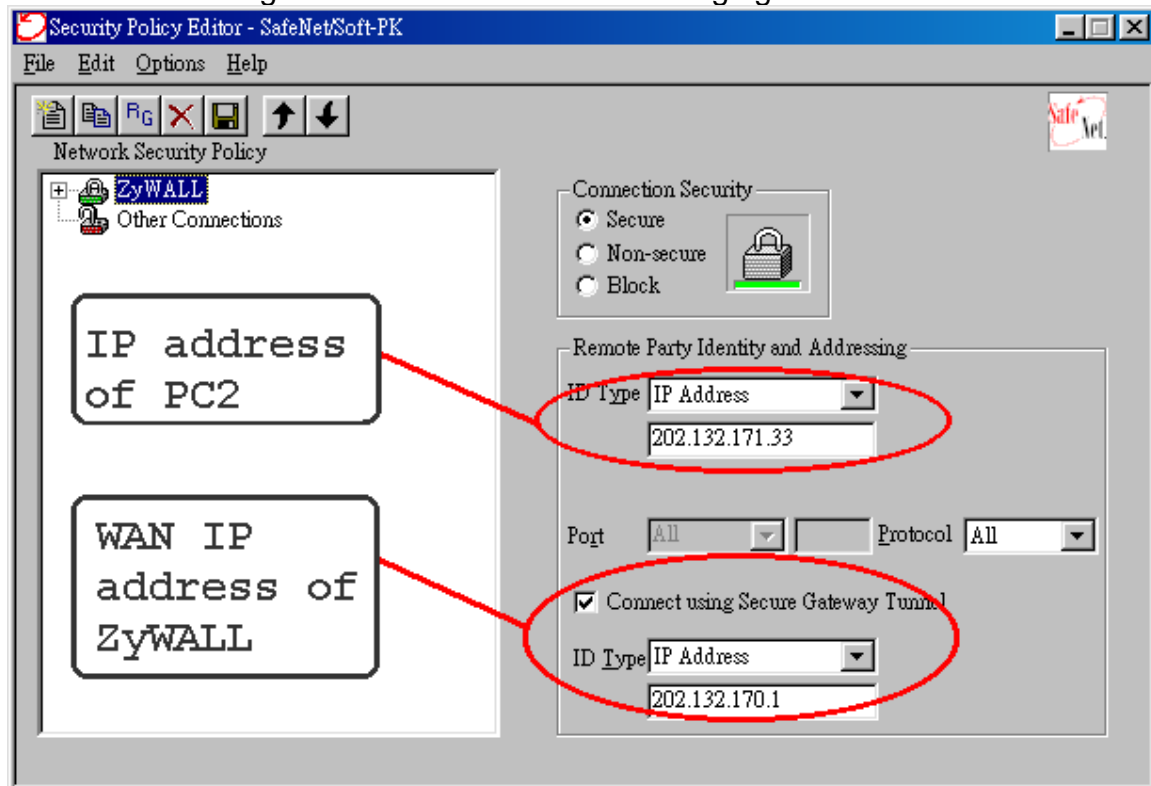 Security Policy Editor - SafeNet/Soft-PK
File Edit Options Help
RG
Safe Net.
Network Security Policy
ZyWALL
Other Connections
Connection Security
Secure
Non-secure
Block
IP address
of PC2
Remote Party Identity and Addressing
ID Type IP Address
202.132.171.33
WAN IP
address of
ZyWALL
Port All Protocol All
Connect using Secure Gateway Tunnel
ID Type IP Address
202.132.170.1